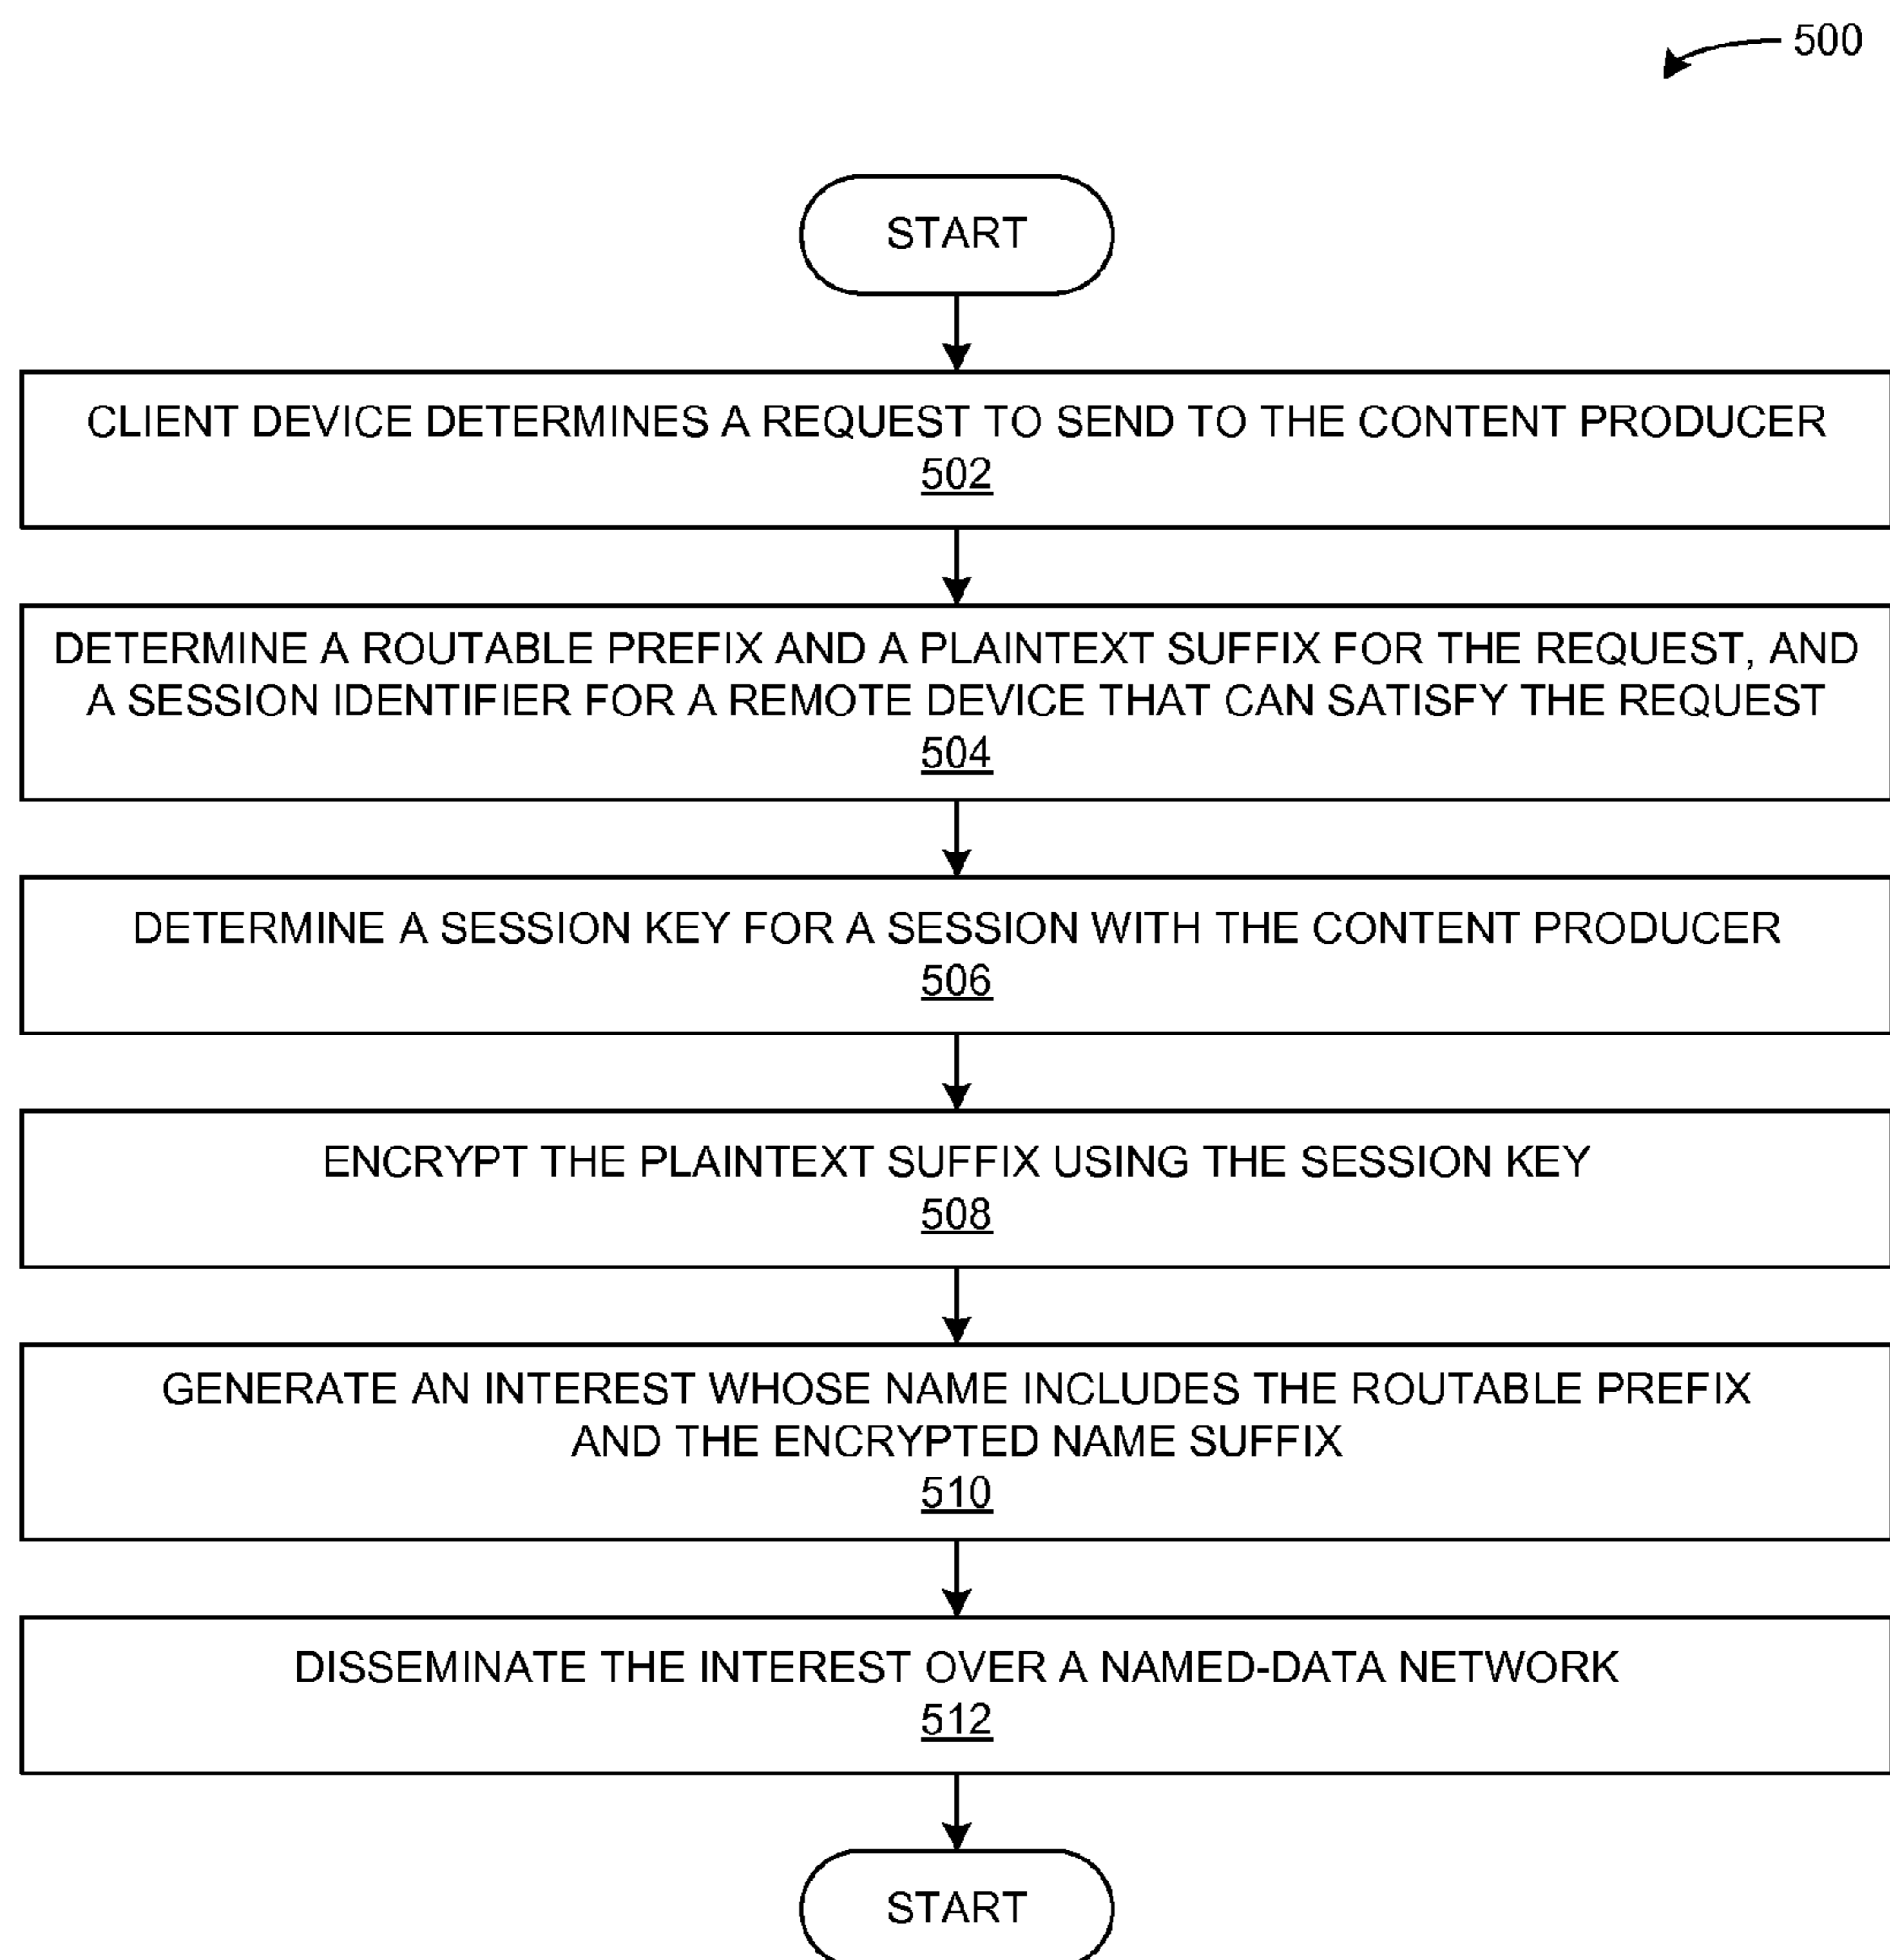 500
START
CLIENT DEVICE DETERMINES A REQUEST TO SEND TO THE CONTENT PRODUCER
502
DETERMINE A ROUTABLE PREFIX AND A PLAINTEXT SUFFIX FOR THE REQUEST, AND
A SESSION IDENTIFIER FOR A REMOTE DEVICE THAT CAN SATISFY THE REQUEST
504
DETERMINE A SESSION KEY FOR A SESSION WITH THE CONTENT PRODUCER
506
ENCRYPT THE PLAINTEXT SUFFIX USING THE SESSION KEY
508
GENERATE AN INTEREST WHOSE NAME INCLUDES THE ROUTABLE PREFIX
AND THE ENCRYPTED NAME SUFFIX
510
DISSEMINATE THE INTEREST OVER A NAMED-DATA NETWORK
512
START